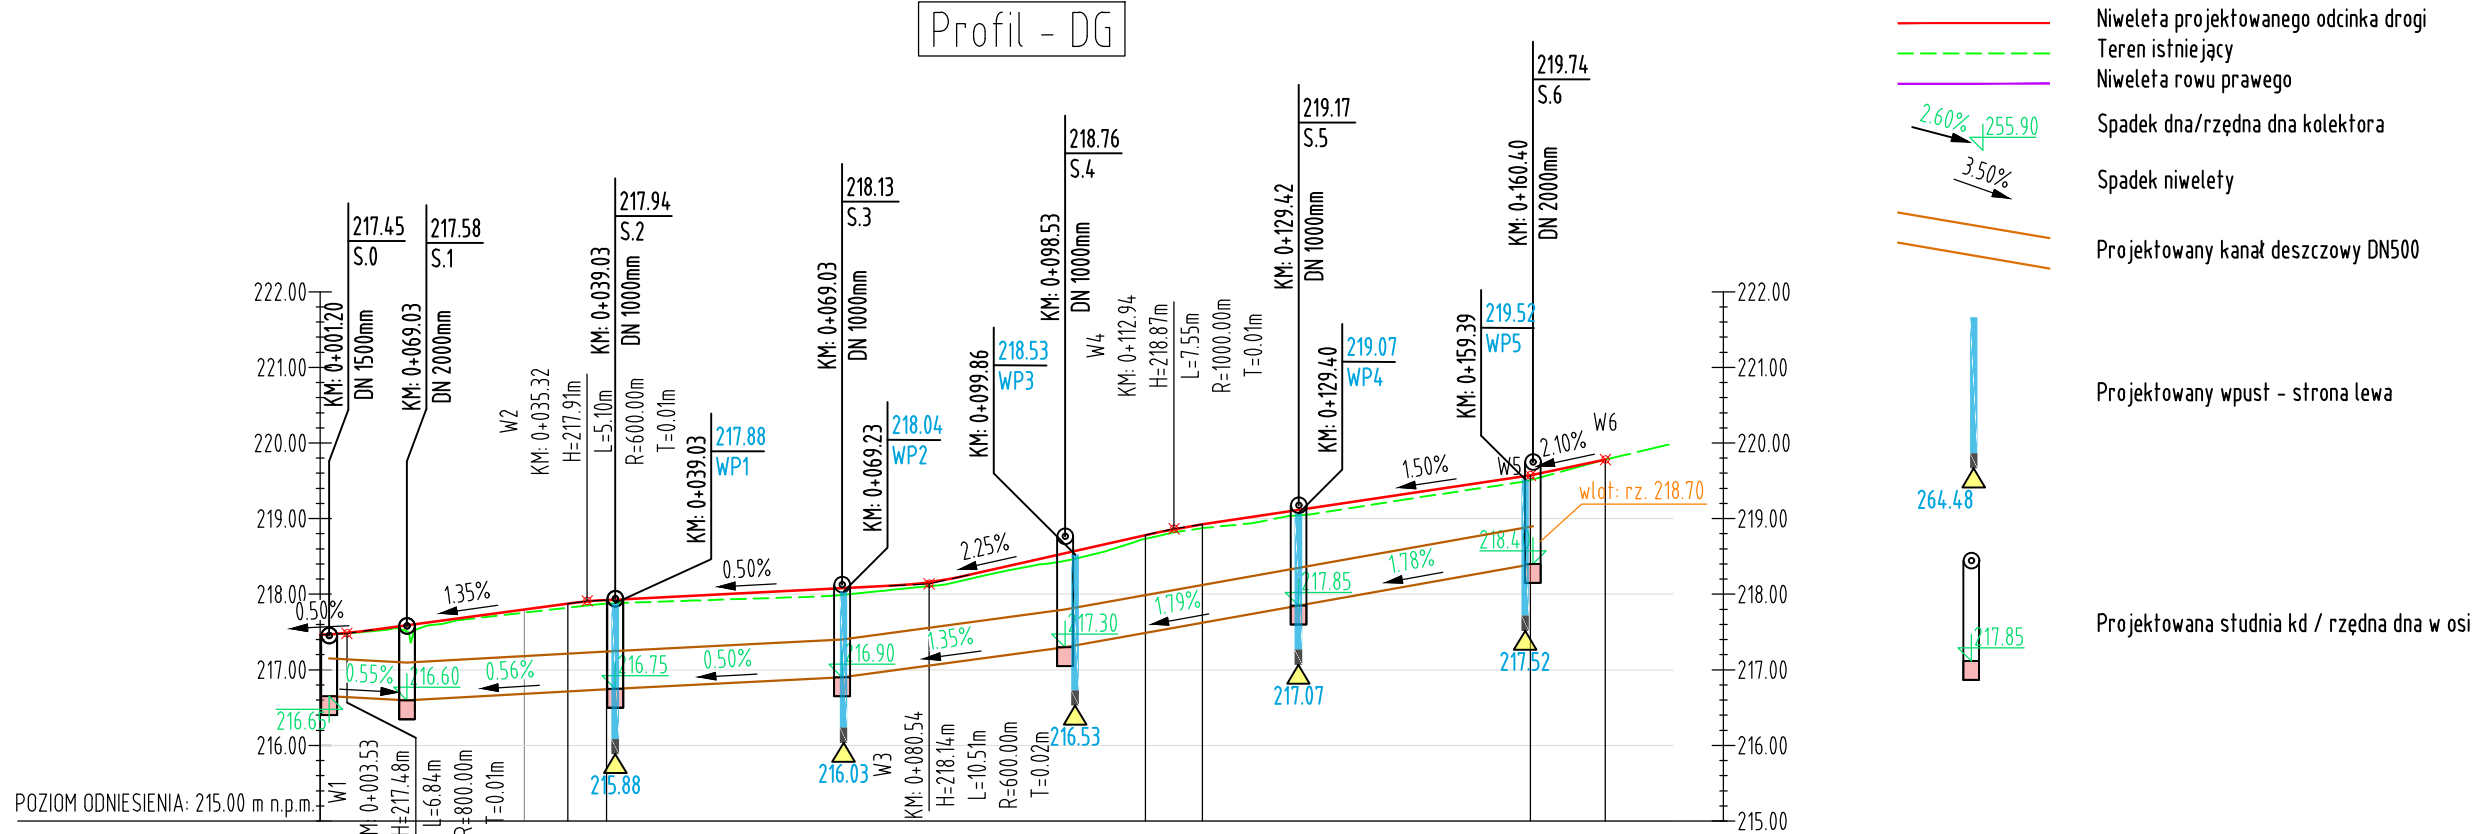 Profil - DG
Niweleta projektowanego odcinka drogi
Teren istniejący
Niweleta rowu prawego
2.60%
255.90
Spadek dna/rzędna dna kolektora
3.50%
Spadek niwelety
Projektowany kanał deszczowy DN500
Projektowany wpust - strona lewa
264.48
217.85
Projektowana studnia kd / rzędna dna w osi
217.45
S.0
KM: 0+001.20
DN 1500mm
217.58
S.1
KM: 0+069.03
DN 2000mm
217.94
S.2
KM: 0+039.03
DN 1000mm
218.13
S.3
KM: 0+069.03
DN 1000mm
218.76
S.4
KM: 0+098.53
DN 1000mm
219.17
S.5
KM: 0+129.42
DN 1000mm
219.74
S.6
KM: 0+160.40
DN 2000mm
W2
KM: 0+035.32
H=217.91m
L=5.10m
R=600.00m
T=0.01m
KM: 0+039.03
217.88
WP1
KM: 0+069.23
218.04
WP2
KM: 0+099.86
218.53
WP3
W4
KM: 0+112.94
H=218.87m
L=7.55m
R=1000.00m
T=0.01m
KM: 0+129.40
219.07
WP4
KM: 0+159.39
219.52
WP5
W5
W6
222.00
221.00
220.00
219.00
218.00
217.00
216.00
222.00
221.00
220.00
219.00
218.00
217.00
216.00
215.00
0.50%
1.35%
0.50%
2.25%
1.50%
2.10%
wlot: rz. 218.70
0.55%
216.60
0.56%
216.75
0.50%
216.90
1.35%
217.30
1.79%
217.85
1.78%
215.88
216.03
216.53
217.07
217.52
W1
H=217.48m
L=6.84m
R=800.00m
T=0.01m
W3
KM: 0+080.54
H=218.14m
L=10.51m
R=600.00m
T=0.02m
POZIOM ODNIESIENIA: 215.00 m n.p.m.